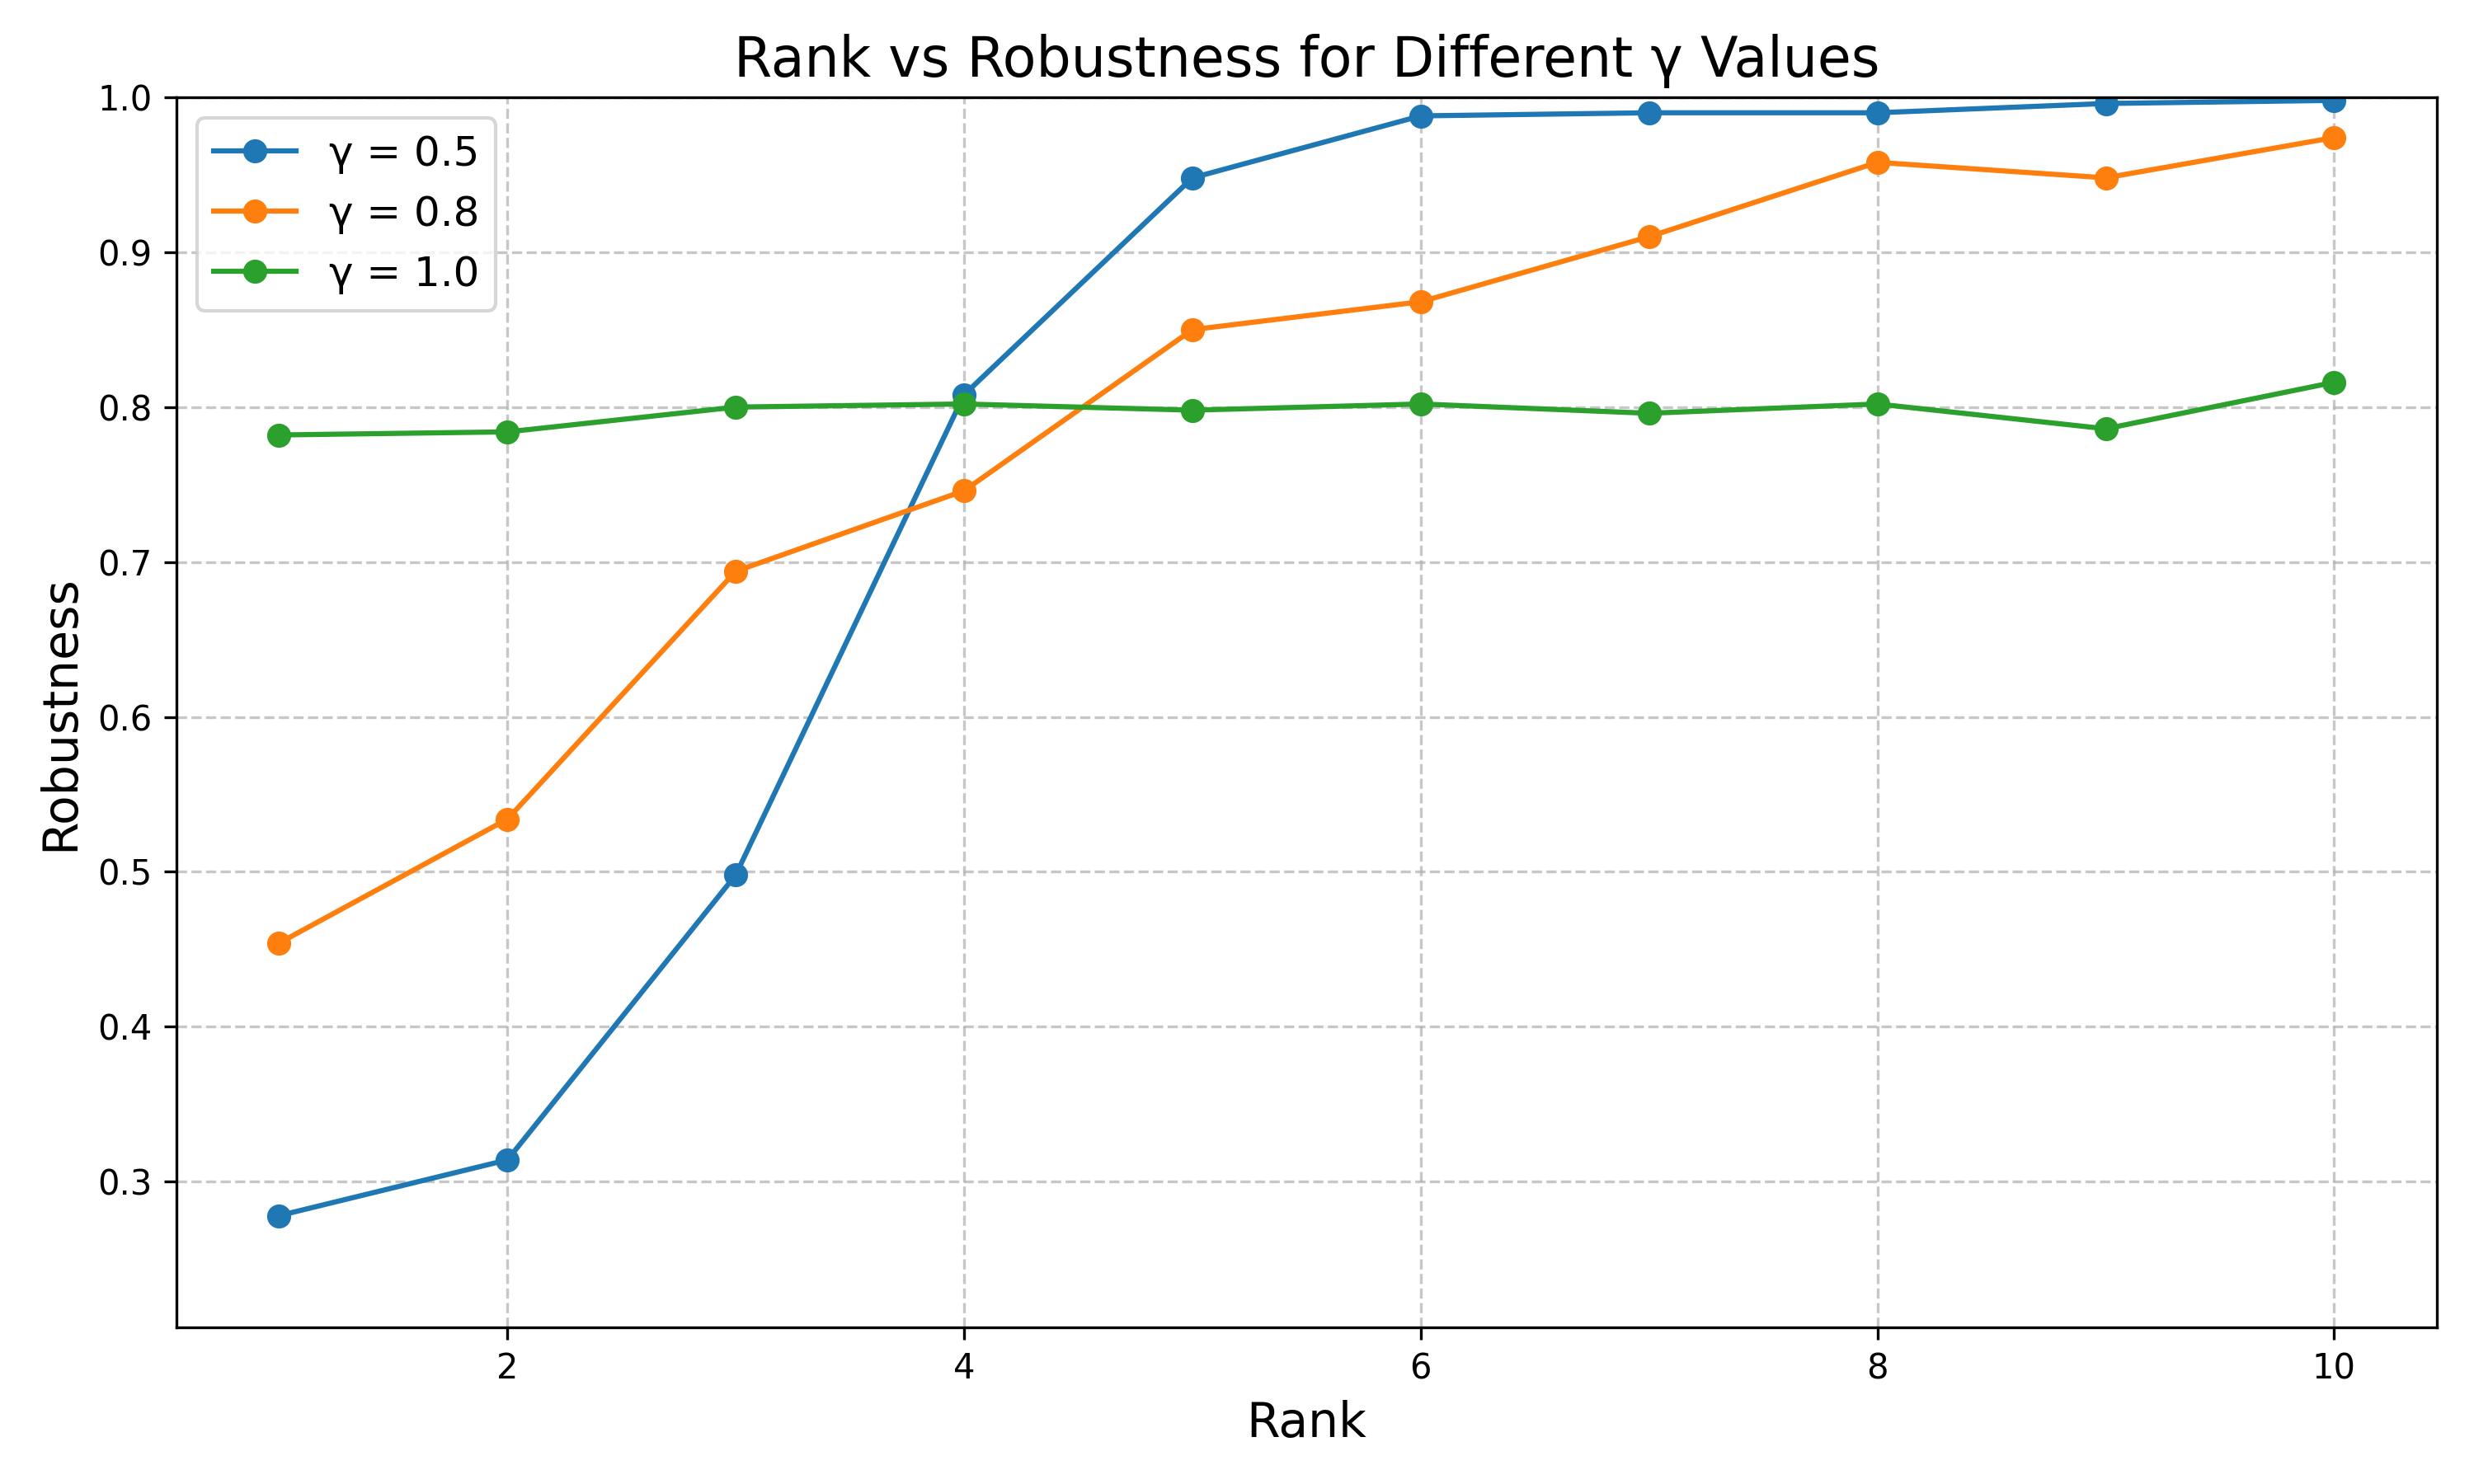 Rank vs Robustness for Different γ Values
γ = 0.5
γ = 0.8
γ = 1.0
Robustness
1.0
0.9
0.8
0.7
0.6
0.5
0.4
0.3
2 4 6 8 10
Rank